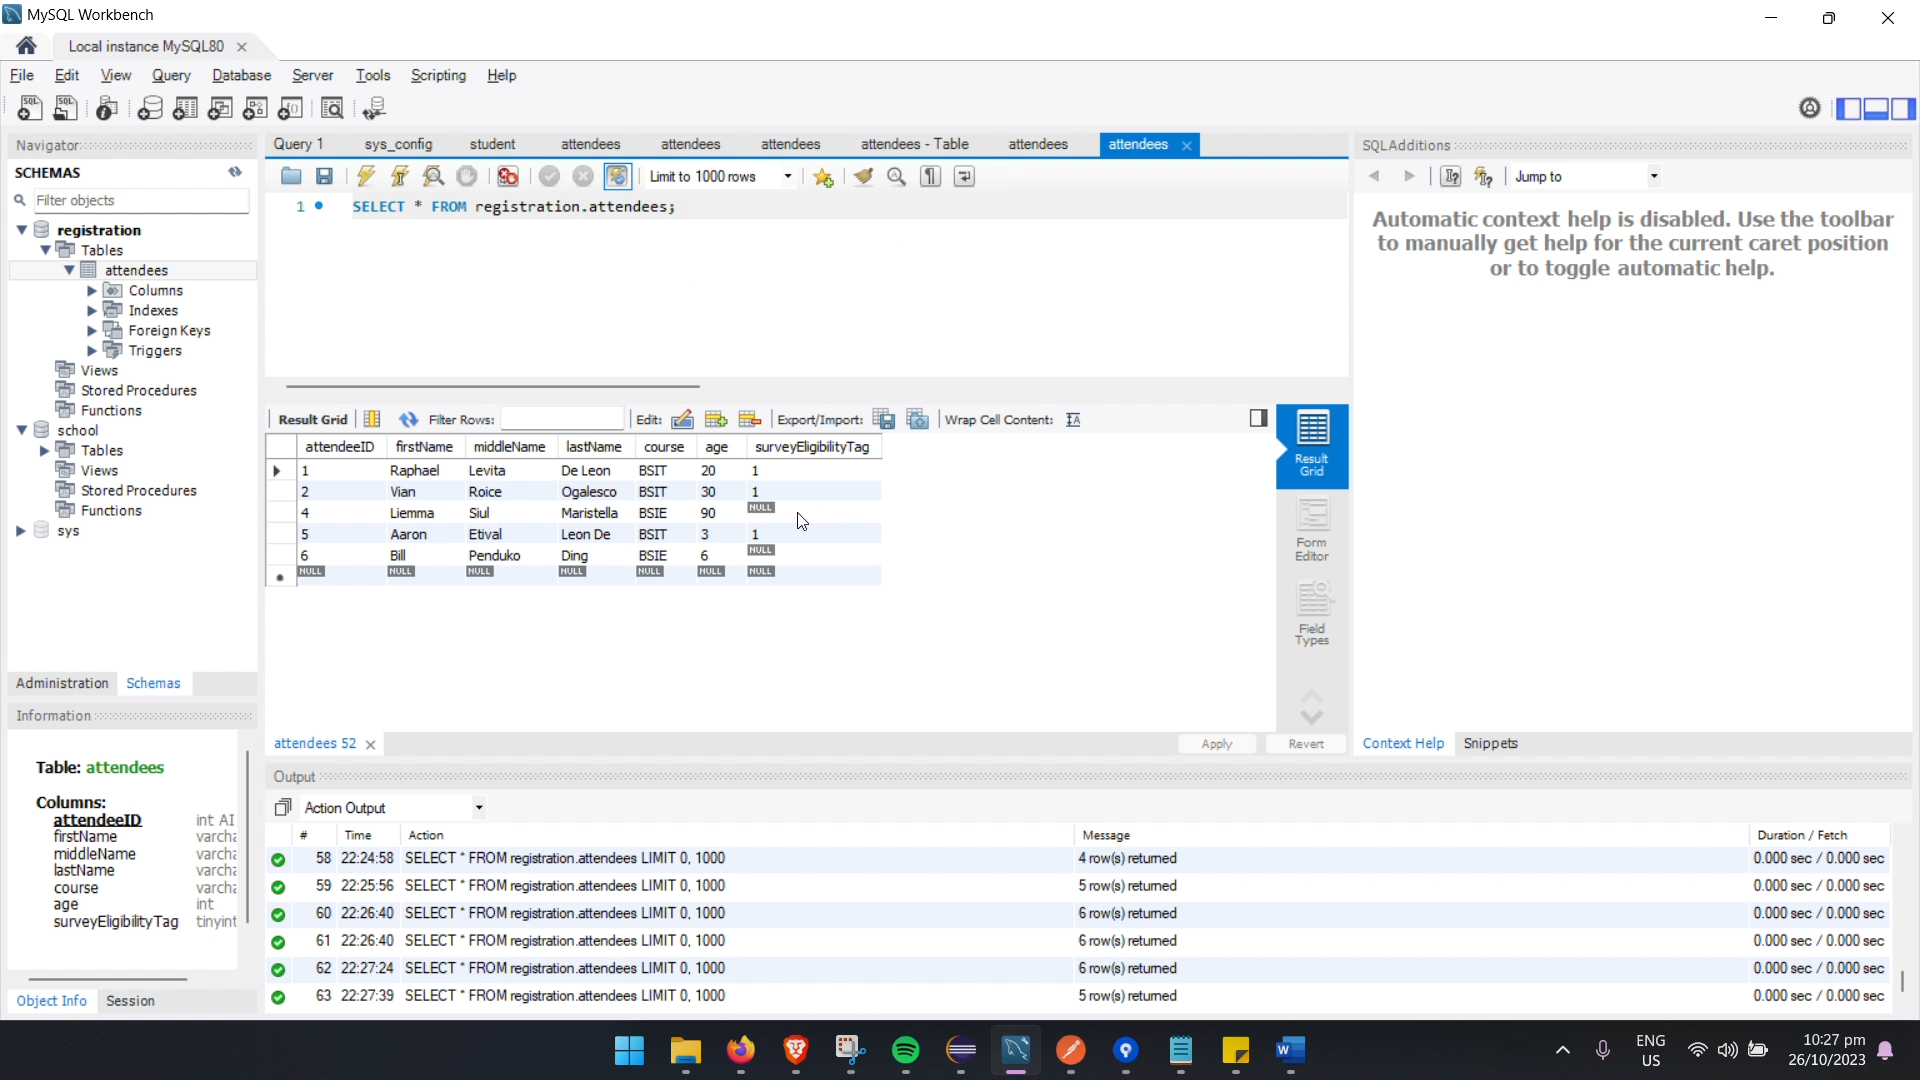 MySQL Workbench
Local instance MySQL80
File Edit View Query Database Server Tools Scripting Help
Navigator
SCHEMAS
Filter objects
registration
Tables
attendees
Columns
Indexes
Foreign Keys
Triggers
Views
Stored Procedures
Functions
school
Tables
Views
Stored Procedures
Functions
sys
Administration Schemas
Information
Table: attendees
Columns:
attendeeID int AI
firstName varcha
middleName varcha
lastName varcha
course varcha
age int
surveyEligibilityTag tinyint
Object Info Session
Query 1 sys_config student attendees attendees attendees attendees - Table attendees attendees
Limit to 1000 rows
1 SELECT * FROM registration.attendees;
Result Grid Filter Rows: Edit: Export/Import: Wrap Cell Content:
attendeeID firstName middleName lastName course age surveyEligibilityTag
1 Raphael Levita De Leon BSIT 20 1
2 Vian Roice Ogalesco BSIT 30 1
4 Liemma Siul Maristella BSIE 90 NULL
5 Aaron Etival Leon De BSIT 3 1
6 Bill Penduko Ding BSIE 6 NULL
NULL NULL NULL NULL NULL NULL NULL
Result
Grid
Form
Editor
Field
Types
attendees 52 Apply Revert
SQLAdditions
Jump to
Automatic context help is disabled. Use the toolbar
to manually get help for the current caret position
or to toggle automatic help.
Context Help Snippets
Output
Action Output
# Time Action Message Duration / Fetch
58 22:24:58 SELECT * FROM registration.attendees LIMIT 0, 1000 4 row(s) returned 0.000 sec / 0.000 sec
59 22:25:56 SELECT * FROM registration.attendees LIMIT 0, 1000 5 row(s) returned 0.000 sec / 0.000 sec
60 22:26:40 SELECT * FROM registration.attendees LIMIT 0, 1000 6 row(s) returned 0.000 sec / 0.000 sec
61 22:26:40 SELECT * FROM registration.attendees LIMIT 0, 1000 6 row(s) returned 0.000 sec / 0.000 sec
62 22:27:24 SELECT * FROM registration.attendees LIMIT 0, 1000 6 row(s) returned 0.000 sec / 0.000 sec
63 22:27:39 SELECT * FROM registration.attendees LIMIT 0, 1000 5 row(s) returned 0.000 sec / 0.000 sec
ENG
US
10:27 pm
26/10/2023